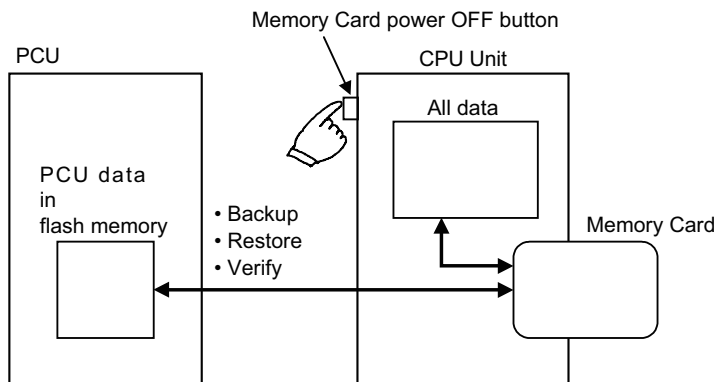 Memory Card power OFF button
PCU
CPU Unit
All data
PCU data
in
flash memory
• Backup
• Restore
• Verify
Memory Card